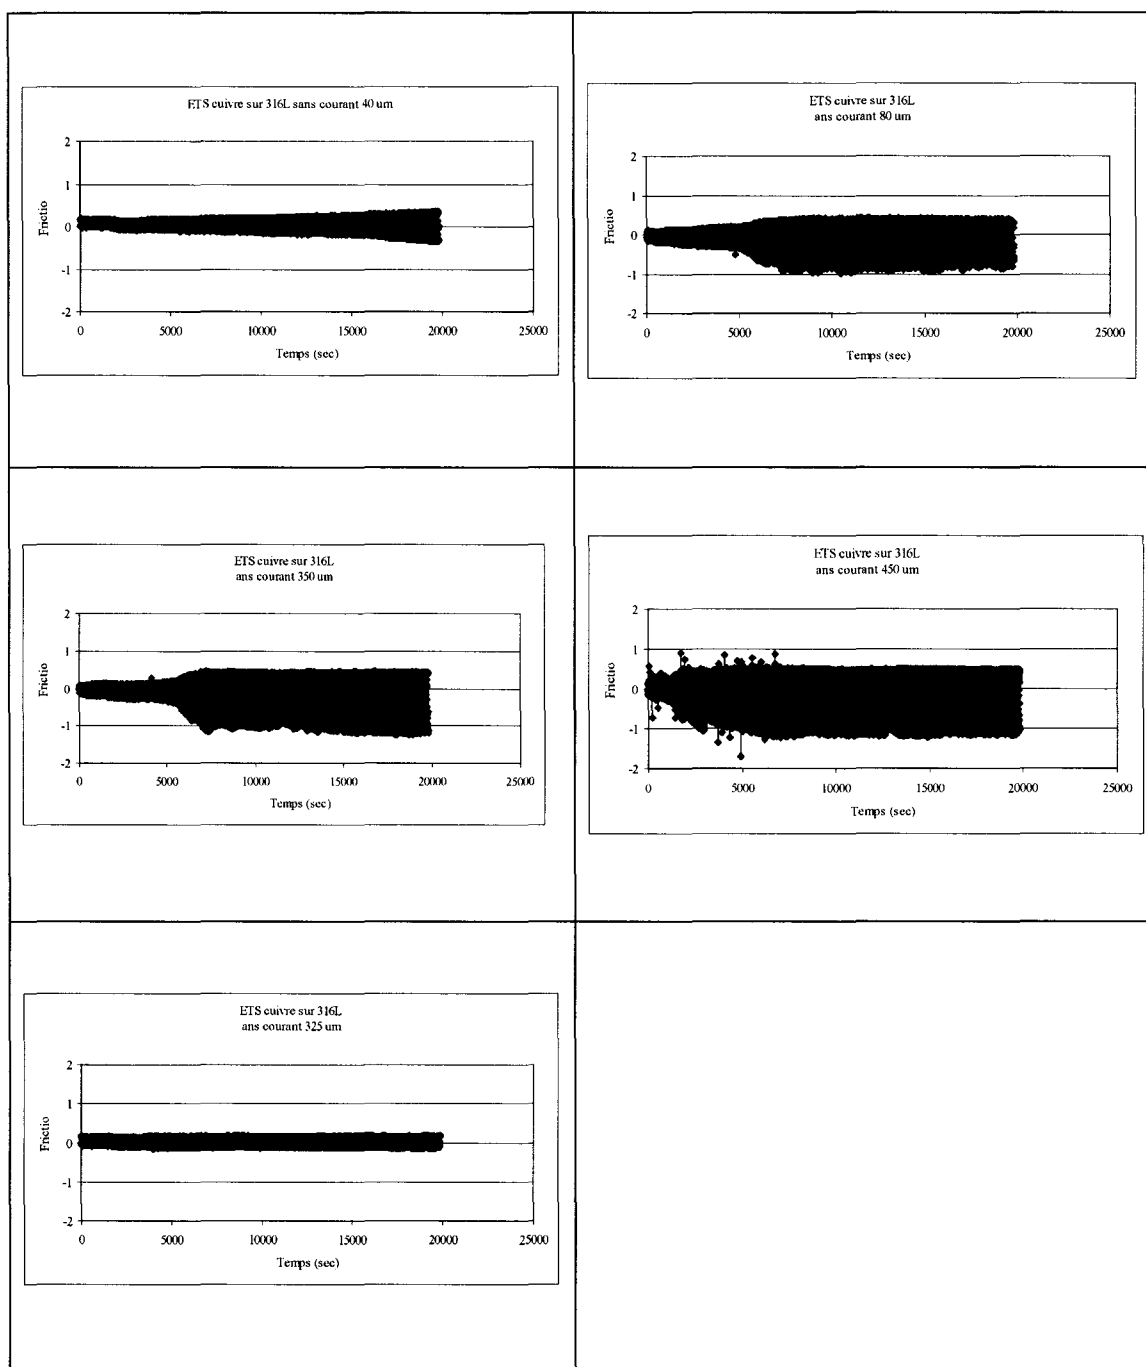 ETS cuivre sur 316L sans courant 40 um
2
1
0
-1
-2
Frictio
0 5000 10000 15000 20000 25000
Temps (sec)
ETS cuivre sur 316L
ans courant 80 um
2
1
0
-1
-2
Frictio
0 5000 10000 15000 20000 25000
Temps (sec)
ETS cuivre sur 316L
ans courant 350 um
2
1
0
-1
-2
Frictio
0 5000 10000 15000 20000 25000
Temps (sec)
ETS cuivre sur 316L
ans courant 450 um
2
1
0
-1
-2
Frictio
0 5000 10000 15000 20000 25000
Temps (sec)
ETS cuivre sur 316L
ans courant 325 um
2
1
0
-1
-2
Frictio
0 5000 10000 15000 20000 25000
Temps (sec)